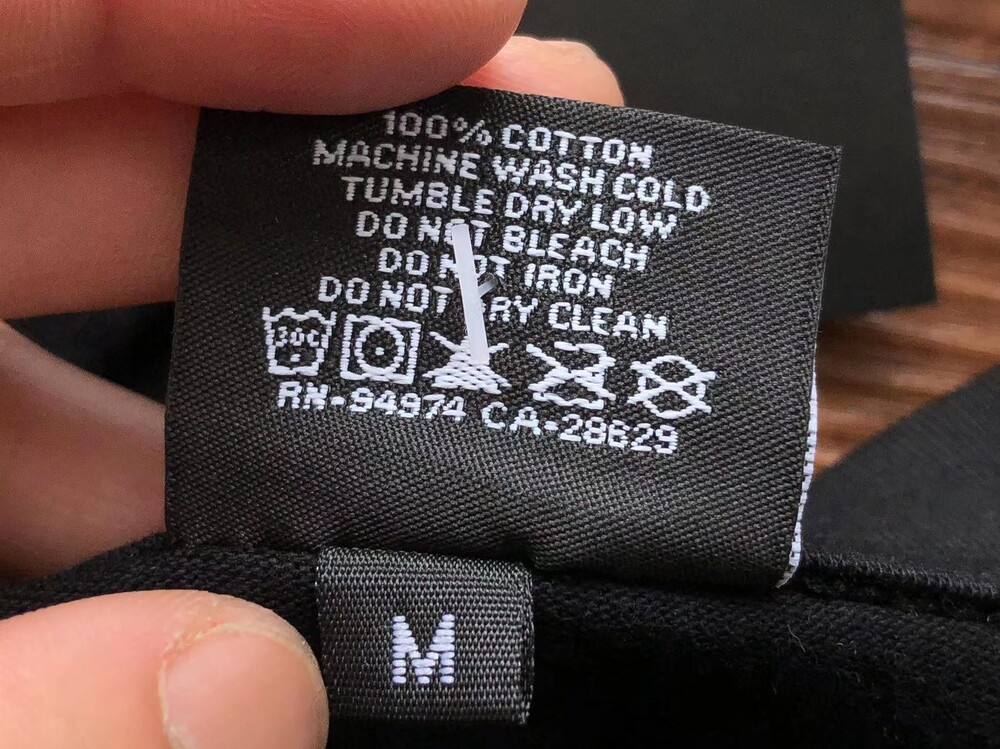 100% COTTON
MACHINE WASH COLD
TUMBLE DRY LOW
DO NOT BLEACH
DO NOT IRON
DO NOT DRY CLEAN
30C
RN-94974 CA-28629
M